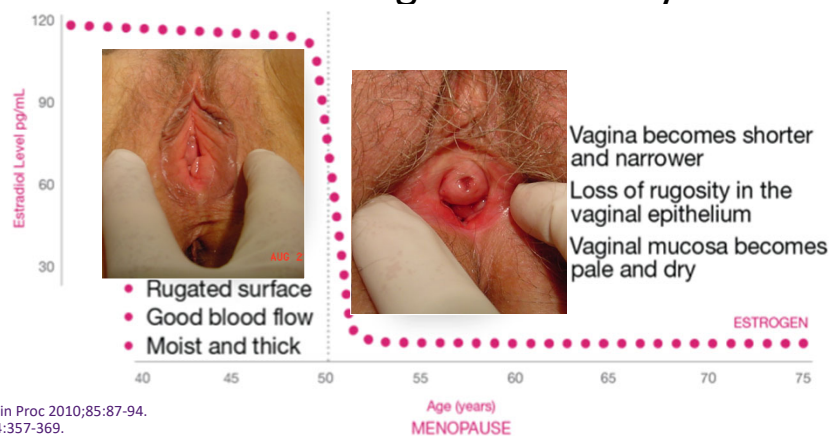 120
90
60
30
Estradiol Level pg/mL
AUG 2
• Rugated surface
• Good blood flow
• Moist and thick
Vagina becomes shorter
and narrower
Loss of rugosity in the
vaginal epithelium
Vaginal mucosa becomes
pale and dry
ESTROGEN
40 45 50 55 60 65 70 75
Age (years)
MENOPAUSE
in Proc 2010;85:87-94.
4:357-369.